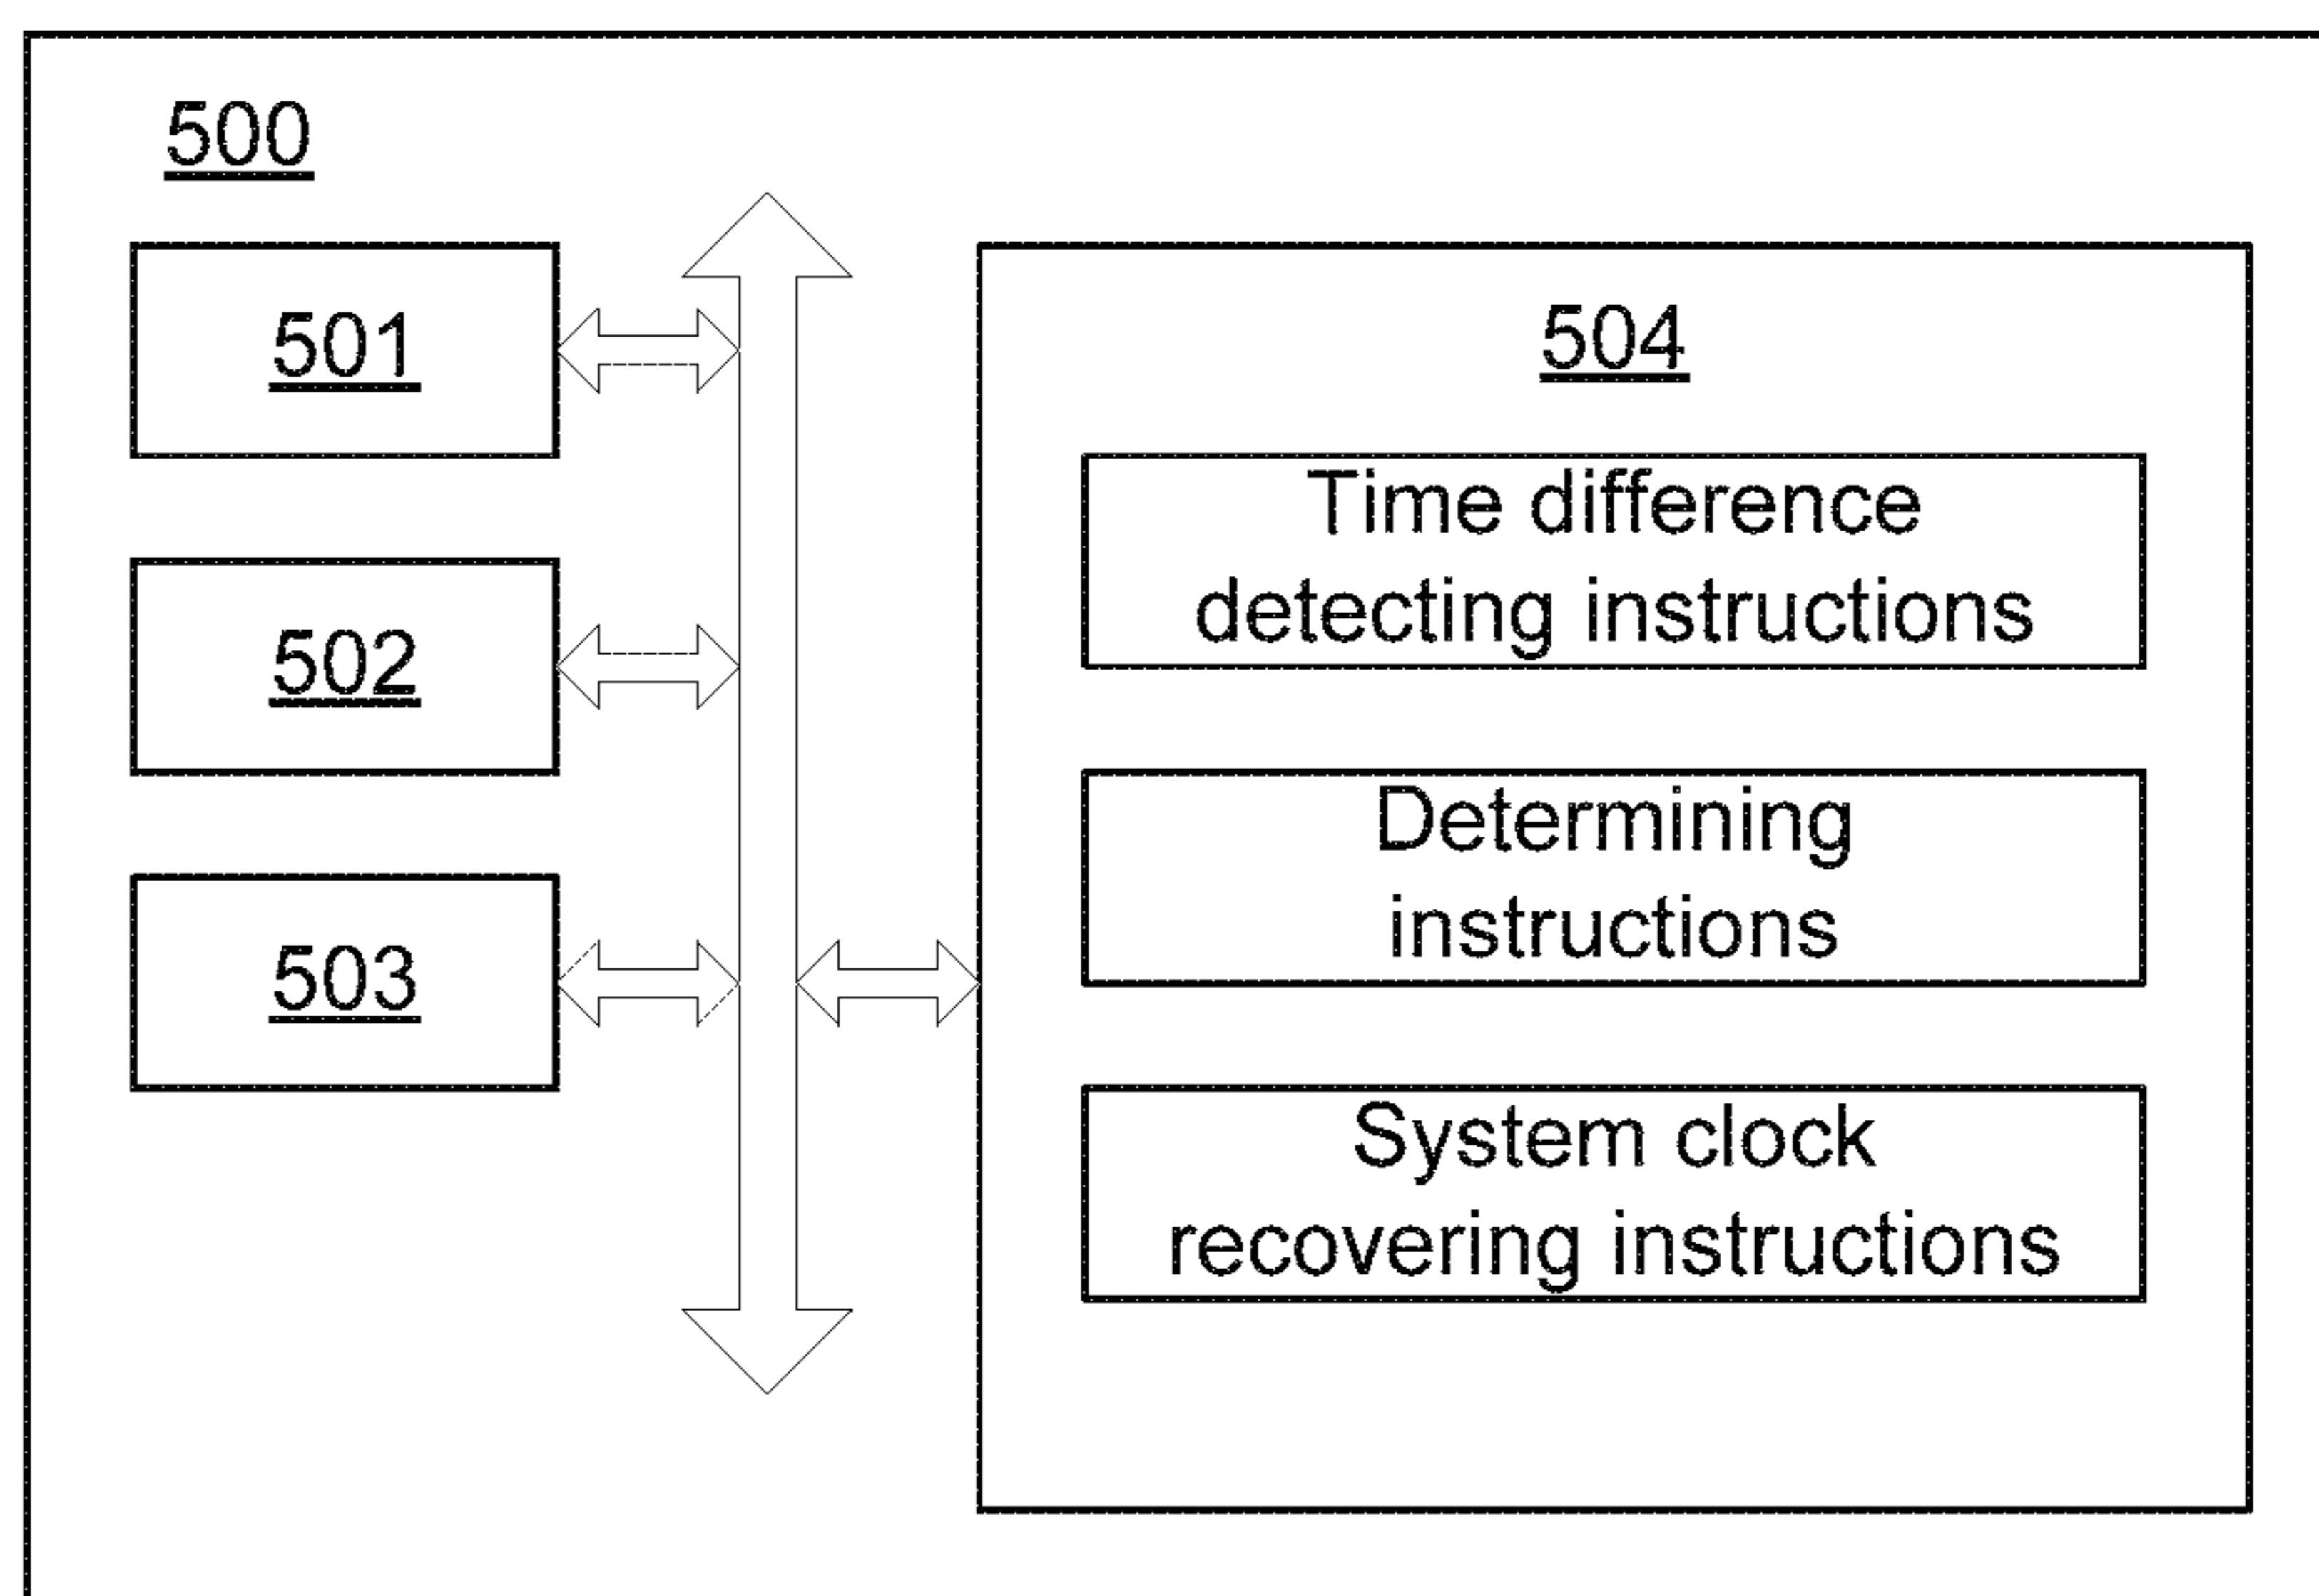 500
501
502
503
504
Time difference
detecting instructions
Determining
instructions
System clock
recovering instructions